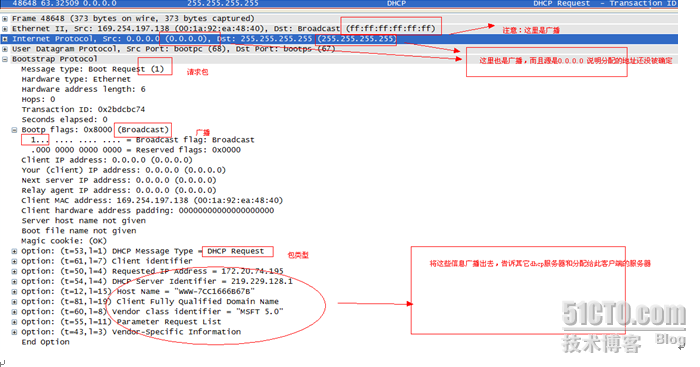 48648 63.32509 0.0.0.0 255.255.255.255 DHCP DHCP Request - Transaction ID
Frame 48648 (373 bytes on wire, 373 bytes captured)
Ethernet II, Src: 169.254.197.138 (00:1a:92:ea:48:40), Dst: Broadcast (ff:ff:ff:ff:ff:ff)
注意:这里是广播
Internet Protocol, Src: 0.0.0.0 (0.0.0.0), Dst: 255.255.255.255 (255.255.255.255)
User Datagram Protocol, Src Port: bootpc (68), Dst Port: bootps (67)
Bootstrap Protocol
这里也是广播,而且源是0.0.0.0 说明分配的地址还没被确定
Message type: Boot Request (1)
请求包
Hardware type: Ethernet
Hardware address length: 6
Hops: 0
Transaction ID: 0x2bdcbc74
Seconds elapsed: 0
Bootp flags: 0x8000 (Broadcast)
广播
1... .... .... .... = Broadcast flag: Broadcast
.000 0000 0000 0000 = Reserved flags: 0x0000
Client IP address: 0.0.0.0 (0.0.0.0)
Your (client) IP address: 0.0.0.0 (0.0.0.0)
Next server IP address: 0.0.0.0 (0.0.0.0)
Relay agent IP address: 0.0.0.0 (0.0.0.0)
Client MAC address: 169.254.197.138 (00:1a:92:ea:48:40)
Client hardware address padding: 00000000000000000000
Server host name not given
Boot file name not given
Magic cookie: (OK)
Option: (t=53,l=1) DHCP Message Type = DHCP Request
包类型
Option: (t=61,l=7) Client identifier
将这些信息广播出去,告诉其它dhcp服务器和分配给此客户端的服务器
Option: (t=50,l=4) Requested IP Address = 172.20.74.195
Option: (t=54,l=4) DHCP Server Identifier = 219.229.128.1
Option: (t=12,l=15) Host Name = "WWW-7CC1666B67B"
Option: (t=81,l=19) Client Fully Qualified Domain Name
Option: (t=60,l=8) Vendor class identifier = "MSFT 5.0"
Option: (t=55,l=11) Parameter Request List
Option: (t=43,l=3) Vendor-Specific Information
End Option
51CTO.com
技术博客 Blog